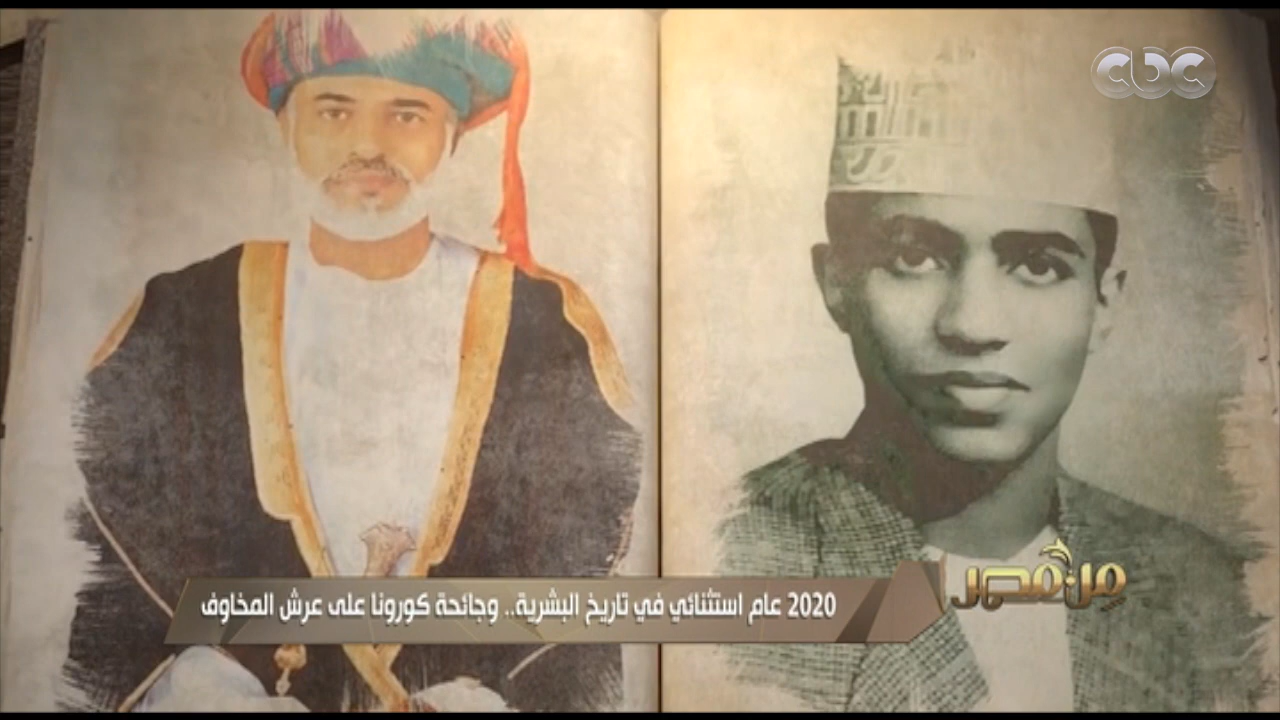 cbc
من مصر
2020 عام استثنائي في تاريخ البشرية.. وجائحة كورونا على عرش المخاوف